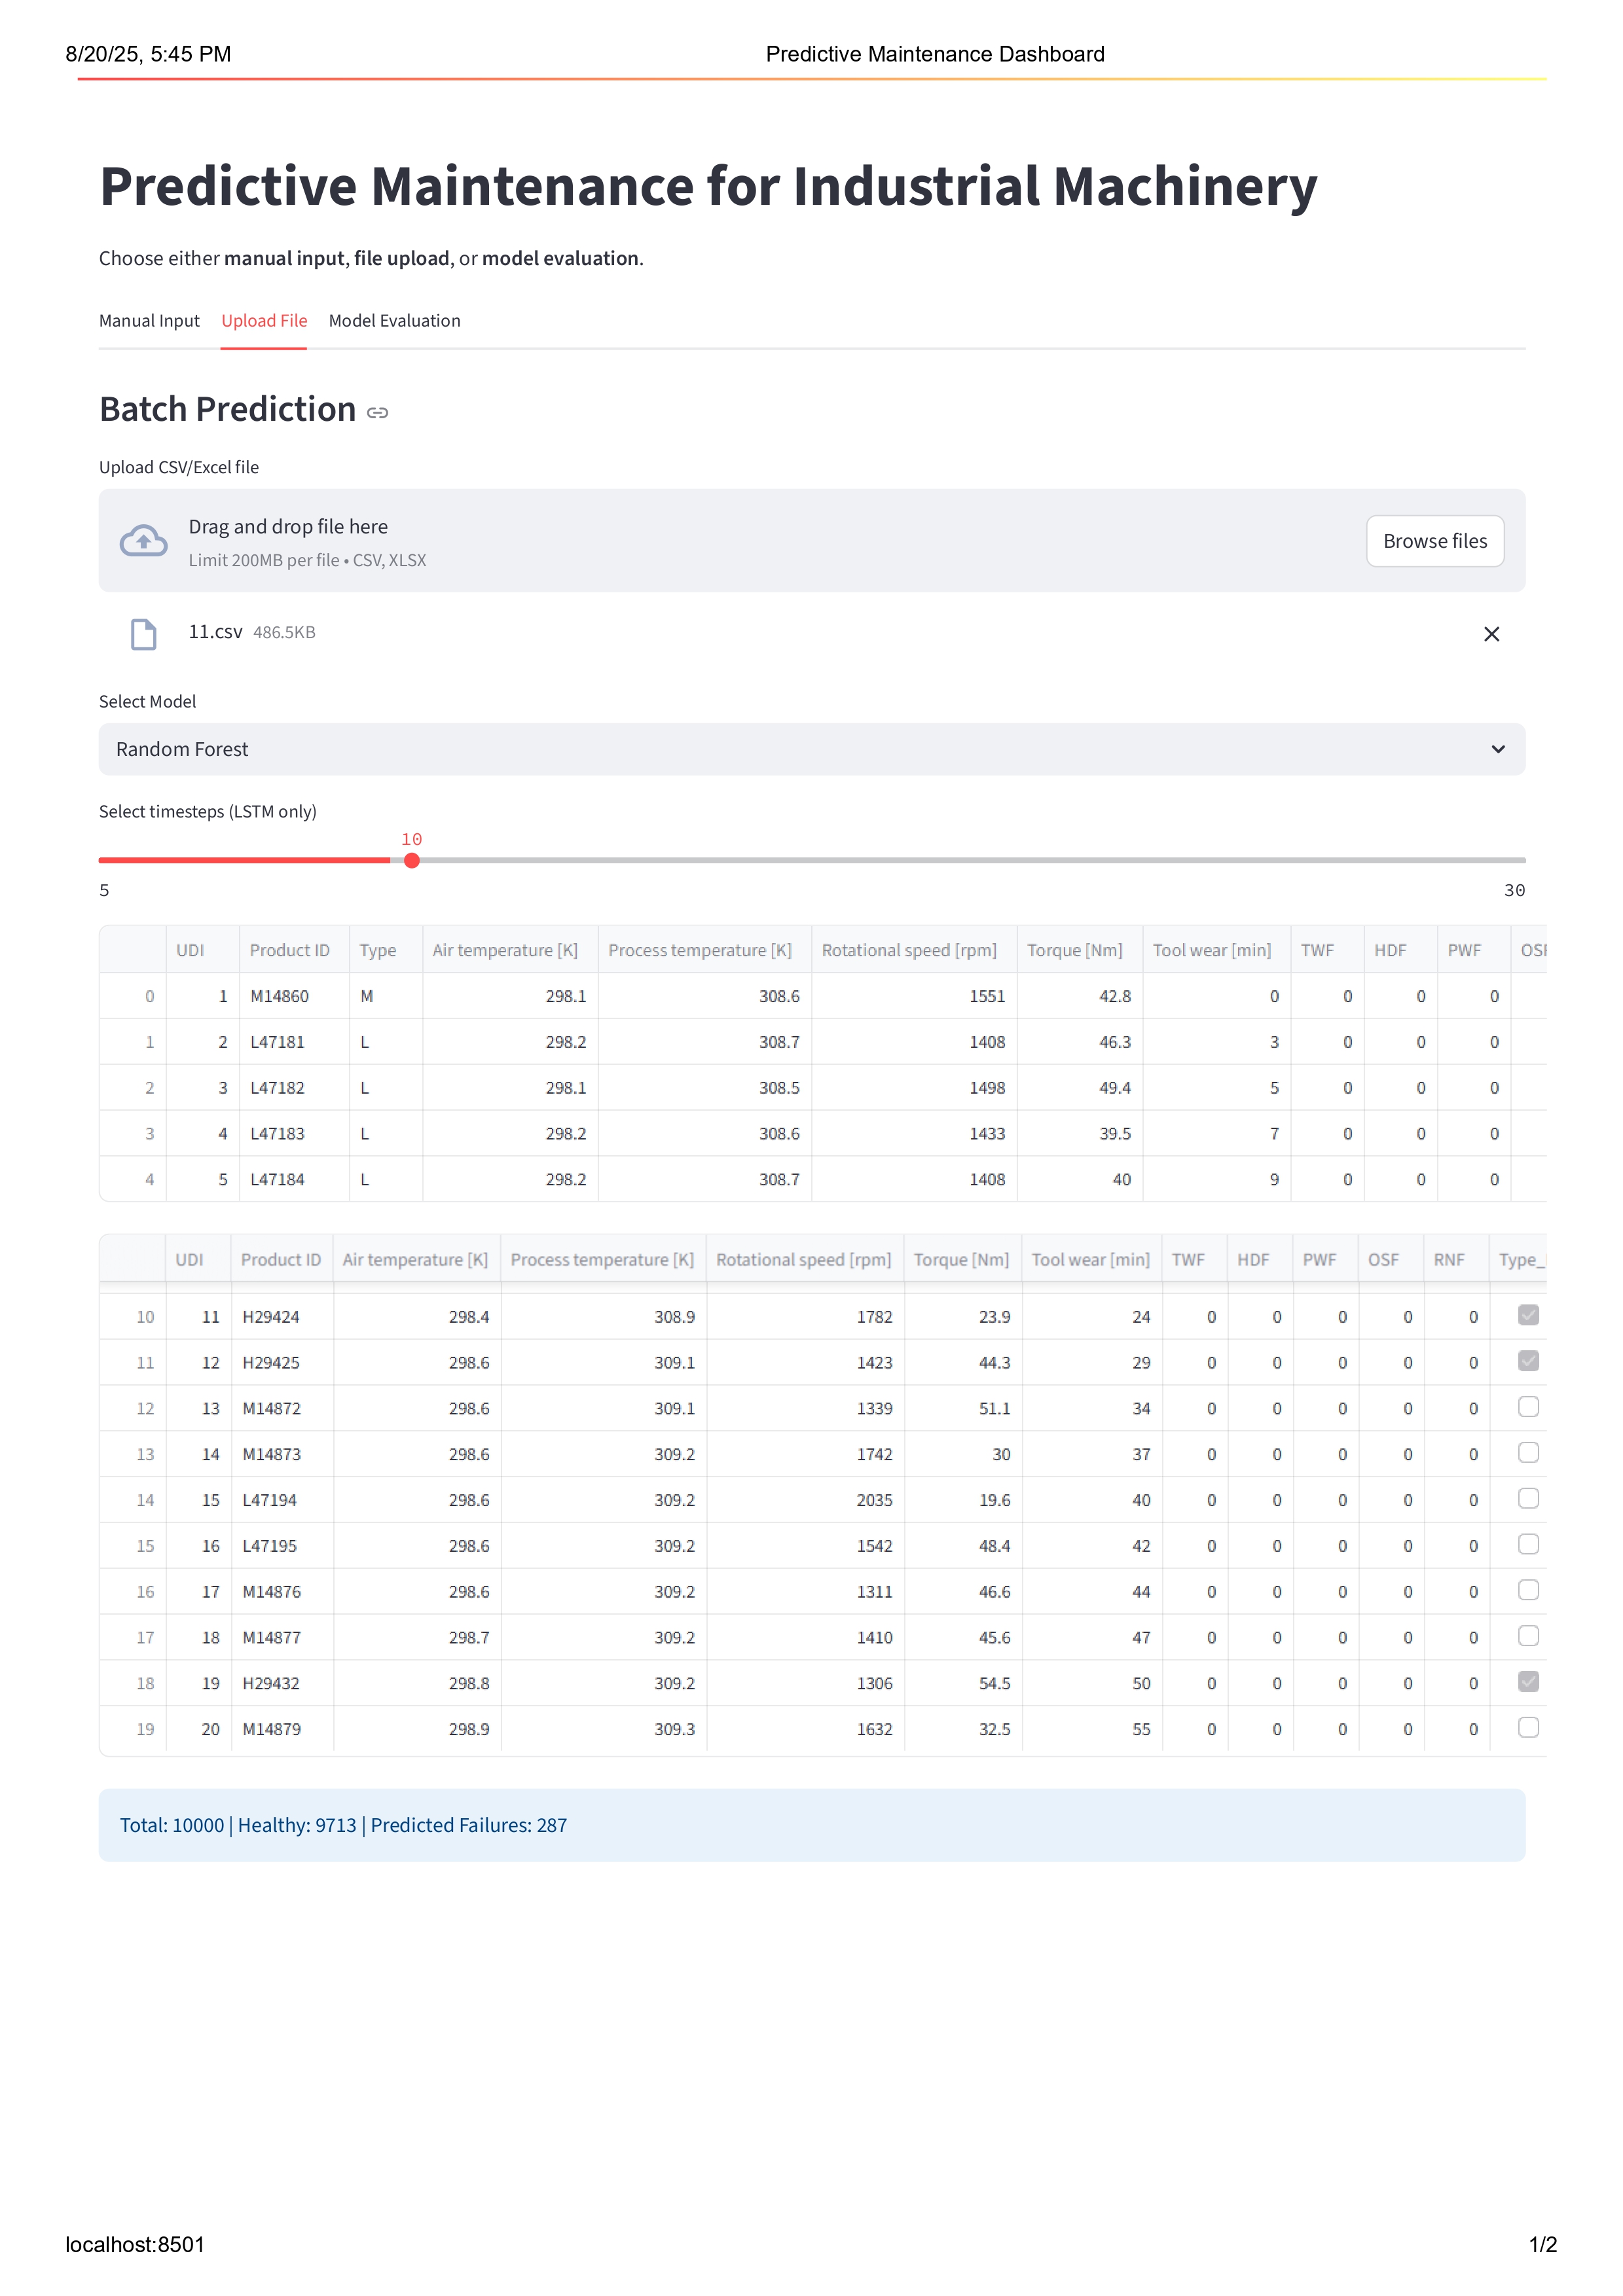 8/20/25, 5:45 PM Predictive Maintenance Dashboard
Predictive Maintenance for Industrial Machinery
Choose either manual input, file upload, or model evaluation.
Manual Input Upload File Model Evaluation
Batch Prediction
Upload CSV/Excel file
Drag and drop file here
Limit 200MB per file • CSV, XLSX
Browse files
11.csv 486.5KB
Select Model
Random Forest
Select timesteps (LSTM only)
10
5 30
UDI Product ID Type Air temperature [K] Process temperature [K] Rotational speed [rpm] Torque [Nm] Tool wear [min] TWF HDF PWF OSF
0 1 M14860 M 298.1 308.6 1551 42.8 0 0 0 0
1 2 L47181 L 298.2 308.7 1408 46.3 3 0 0 0
2 3 L47182 L 298.1 308.5 1498 49.4 5 0 0 0
3 4 L47183 L 298.2 308.6 1433 39.5 7 0 0 0
4 5 L47184 L 298.2 308.7 1408 40 9 0 0 0
UDI Product ID Air temperature [K] Process temperature [K] Rotational speed [rpm] Torque [Nm] Tool wear [min] TWF HDF PWF OSF RNF Type_
10 11 H29424 298.4 308.9 1782 23.9 24 0 0 0 0 0
11 12 H29425 298.6 309.1 1423 44.3 29 0 0 0 0 0
12 13 M14872 298.6 309.1 1339 51.1 34 0 0 0 0 0
13 14 M14873 298.6 309.2 1742 30 37 0 0 0 0 0
14 15 L47194 298.6 309.2 2035 19.6 40 0 0 0 0 0
15 16 L47195 298.6 309.2 1542 48.4 42 0 0 0 0 0
16 17 M14876 298.6 309.2 1311 46.6 44 0 0 0 0 0
17 18 M14877 298.7 309.2 1410 45.6 47 0 0 0 0 0
18 19 H29432 298.8 309.2 1306 54.5 50 0 0 0 0 0
19 20 M14879 298.9 309.3 1632 32.5 55 0 0 0 0 0
Total: 10000 | Healthy: 9713 | Predicted Failures: 287
localhost:8501 1/2